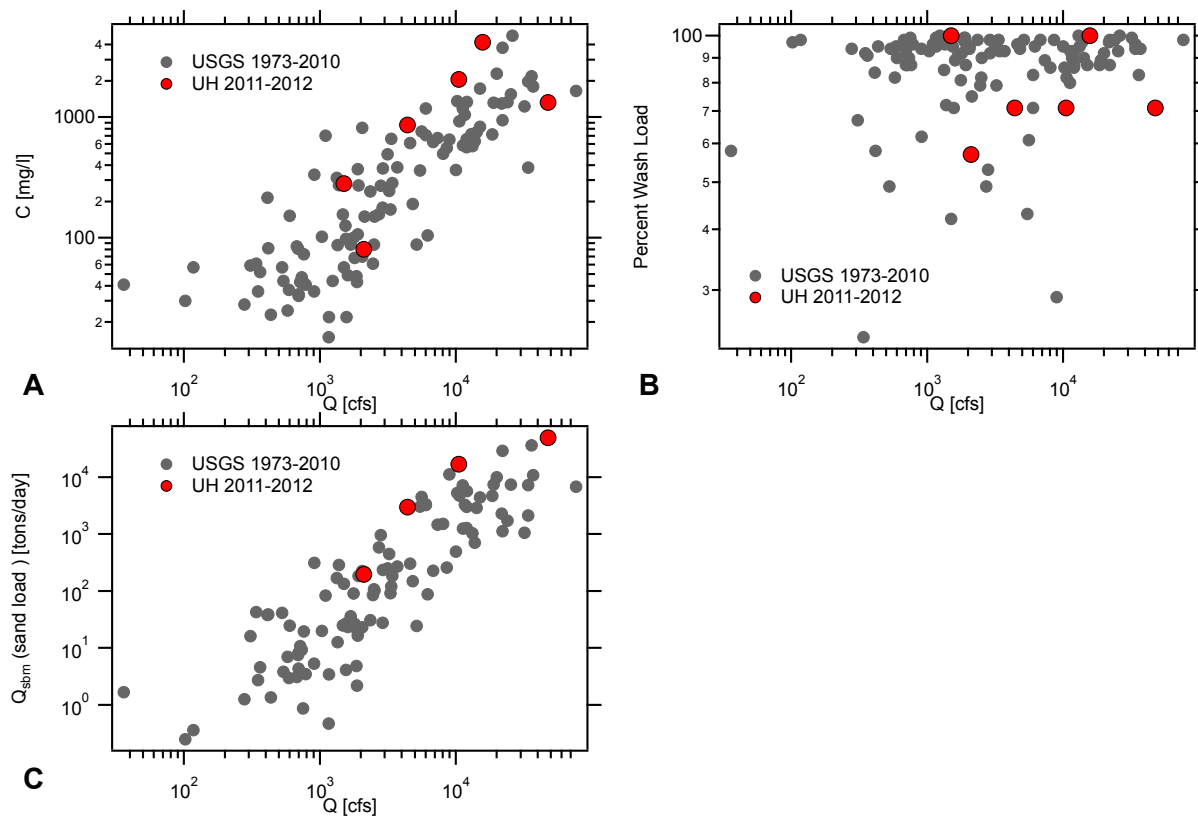 4
2
1000
6
4
2
100
6
4
2
C [mg/l]
USGS 1973-2010
UH 2011-2012
10²
10³
10⁴
Q [cfs]
A
100
9
8
7
6
5
4
3
Percent Wash Load
USGS 1973-2010
UH 2011-2012
10²
10³
10⁴
Q [cfs]
B
10⁴
10³
10²
10¹
10⁰
Qsbm (sand load ) [tons/day]
USGS 1973-2010
UH 2011-2012
10²
10³
10⁴
Q [cfs]
C